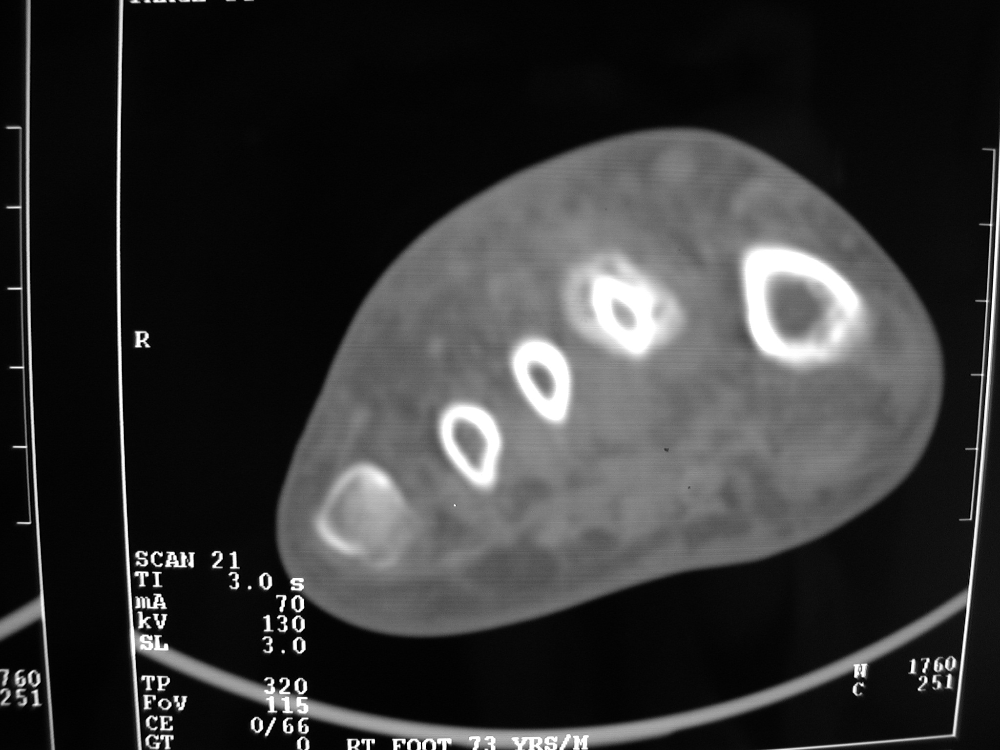 R
SCAN 21
TI 3.0 s
mA 70
kV 130
SL 3.0
TP 320
FoV 115
CE 0/66
GT 0
RT FOOT 73 YRS/M
W 1760
C 251
760
251